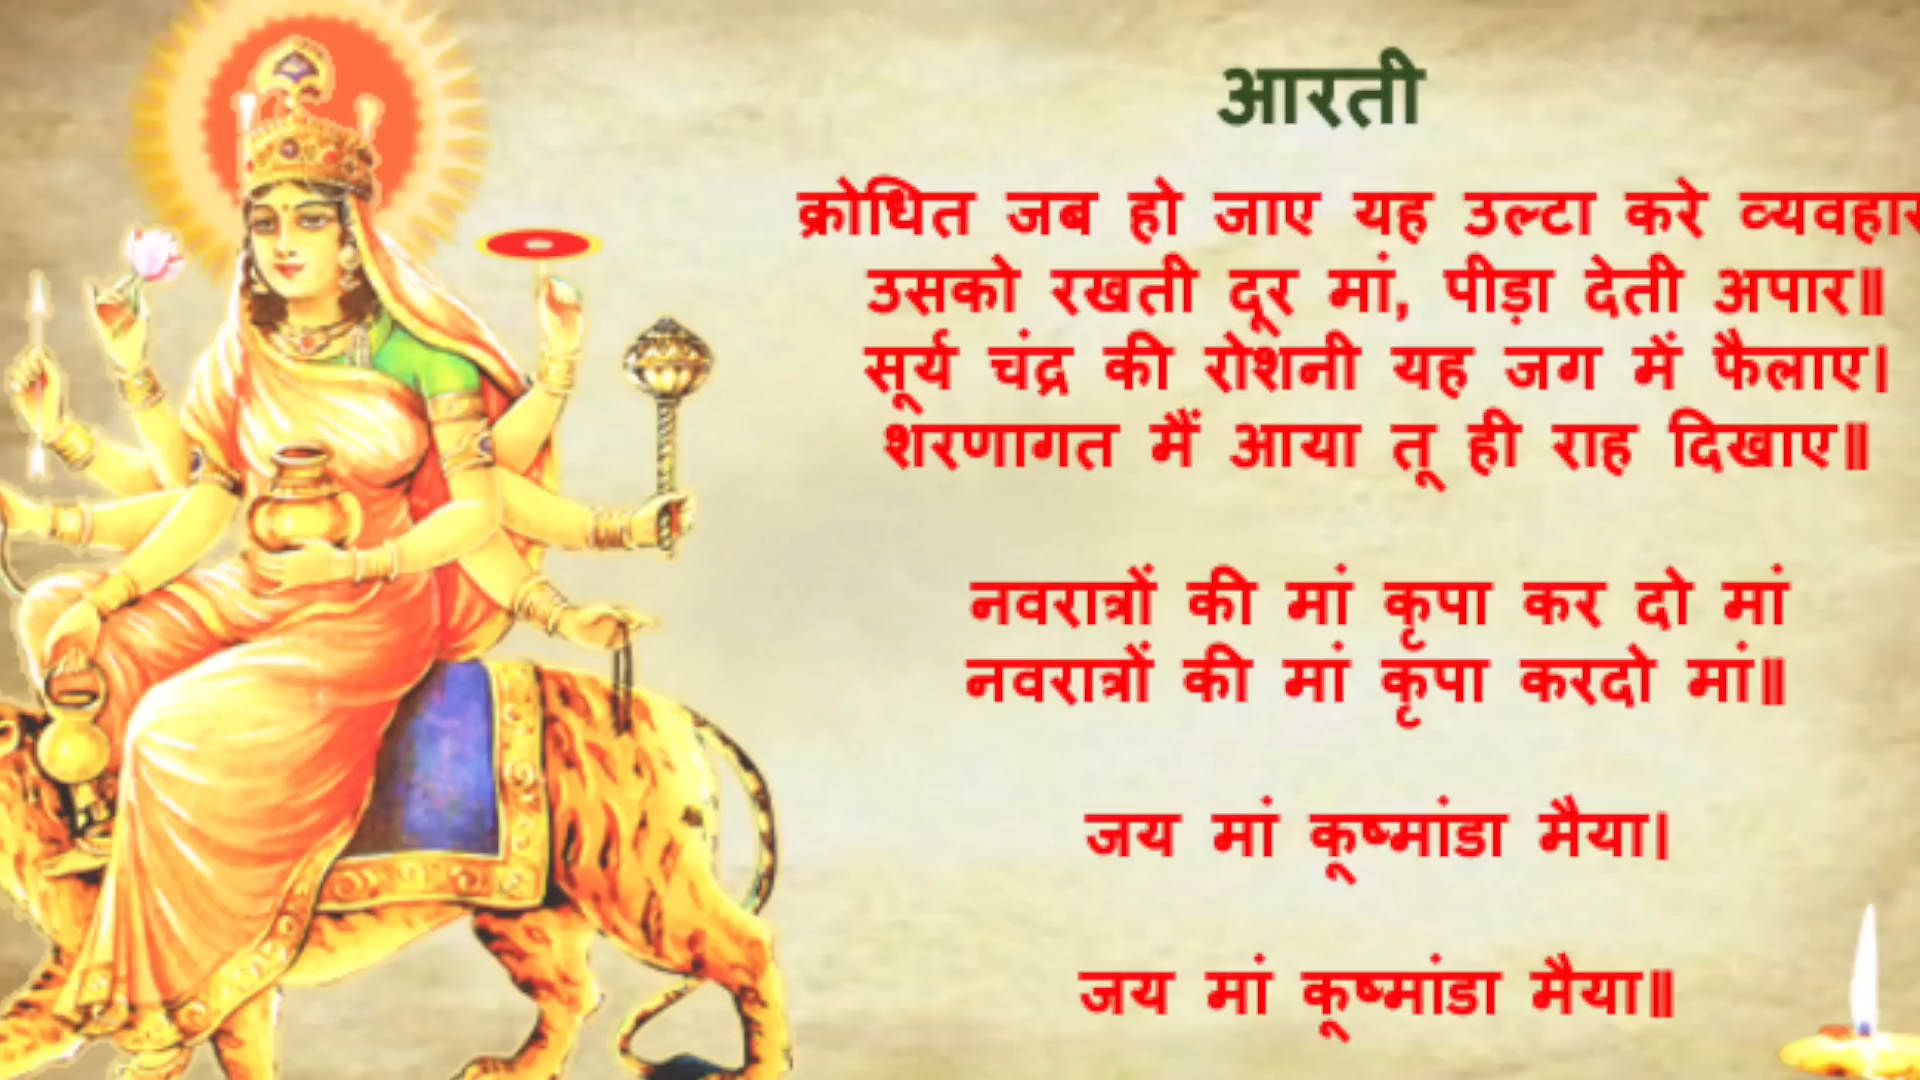 आरती
क्रोधित जब हो जाए यह उल्टा करे व्यवहार
उसको रखती दूर मां, पीड़ा देती अपार॥
सूर्य चंद्र की रोशनी यह जग में फैलाए।
शरणागत मैं आया तू ही राह दिखाए॥
नवरात्रों की मां कृपा कर दो मां
नवरात्रों की मां कृपा करदो मां॥
जय मां कूष्मांडा मैया।
जय मां कूष्मांडा मैया॥